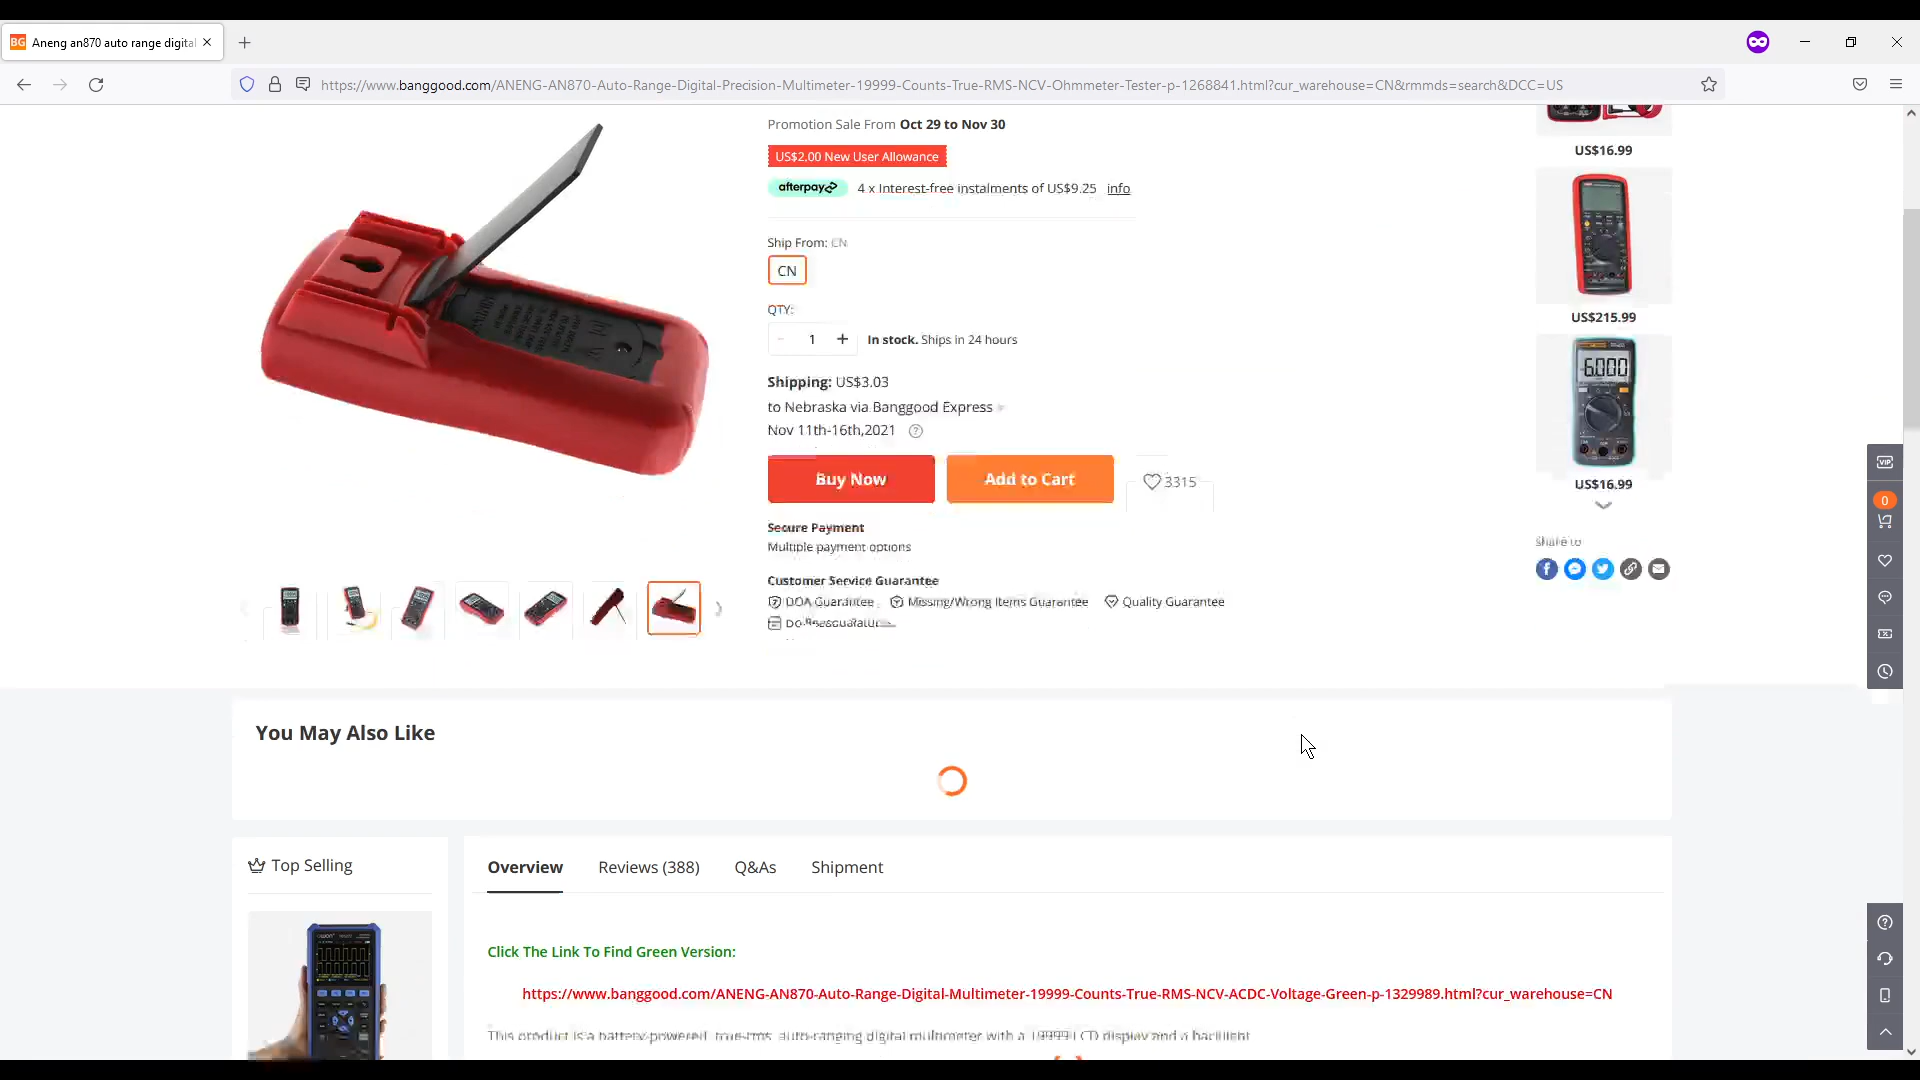 BG Aneng an870 auto range digita
https://www.banggood.com/ANENG-AN870-Auto-Range-Digital-Precision-Multimeter-19999-Counts-True-RMS-NCV-Ohmmeter-Tester-p-1268841.html?cur_warehouse=CN&rmmds=search&DCC=US
Promotion Sale From Oct 29 to Nov 30
US$2.00 New User Allowance
afterpay 4 x Interest-free instalments of US$9.25 info
Ship From: CN
CN
QTY:
- 1 + In stock. Ships in 24 hours
Shipping: US$3.03
to Nebraska via Banggood Express
Nov 11th-16th,2021
Buy Now Add to Cart 3315
Secure Payment
Multiple payment options
Customer Service Guarantee
DOA Guarantee Missing/Wrong Items Guarantee Quality Guarantee
US$16.99
US$215.99
6.000
US$16.99
Share to
VIP
0
You May Also Like
Top Selling
Overview Reviews (388) Q&As Shipment
Click The Link To Find Green Version:
https://www.banggood.com/ANENG-AN870-Auto-Range-Digital-Multimeter-19999-Counts-True-RMS-NCV-ACDC-Voltage-Green-p-1329989.html?cur_warehouse=CN
This product is a battery-powered, true-rms, auto-ranging digital multimeter with a 19999 LCD display and a backlight